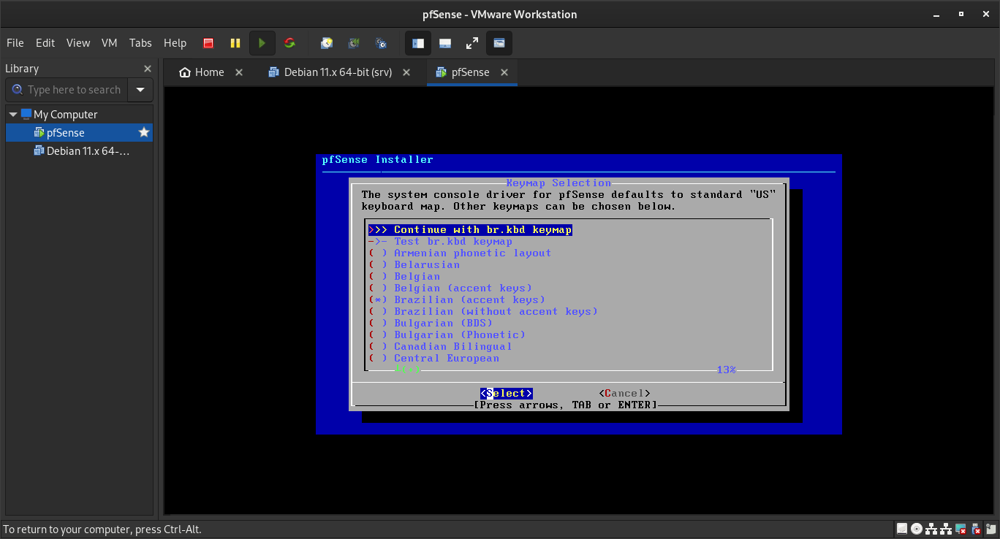 pfSense - VMware Workstation
File Edit View VM Tabs Help
Library
Type here to search
My Computer
pfSense
Debian 11.x 64-...
Home
Debian 11.x 64-bit (srv)
pfSense
pfSense Installer
Keymap Selection
The system console driver for pfSense defaults to standard "US"
keyboard map. Other keymaps can be chosen below.
>>> Continue with br.kbd keymap
->- Test br.kbd keymap
( ) Armenian phonetic layout
( ) Belarusian
( ) Belgian
( ) Belgian (accent keys)
(*) Brazilian (accent keys)
( ) Brazilian (without accent keys)
( ) Bulgarian (BDS)
( ) Bulgarian (Phonetic)
( ) Canadian Bilingual
( ) Central European
13%
<Select> <Cancel>
[Press arrows, TAB or ENTER]
To return to your computer, press Ctrl-Alt.